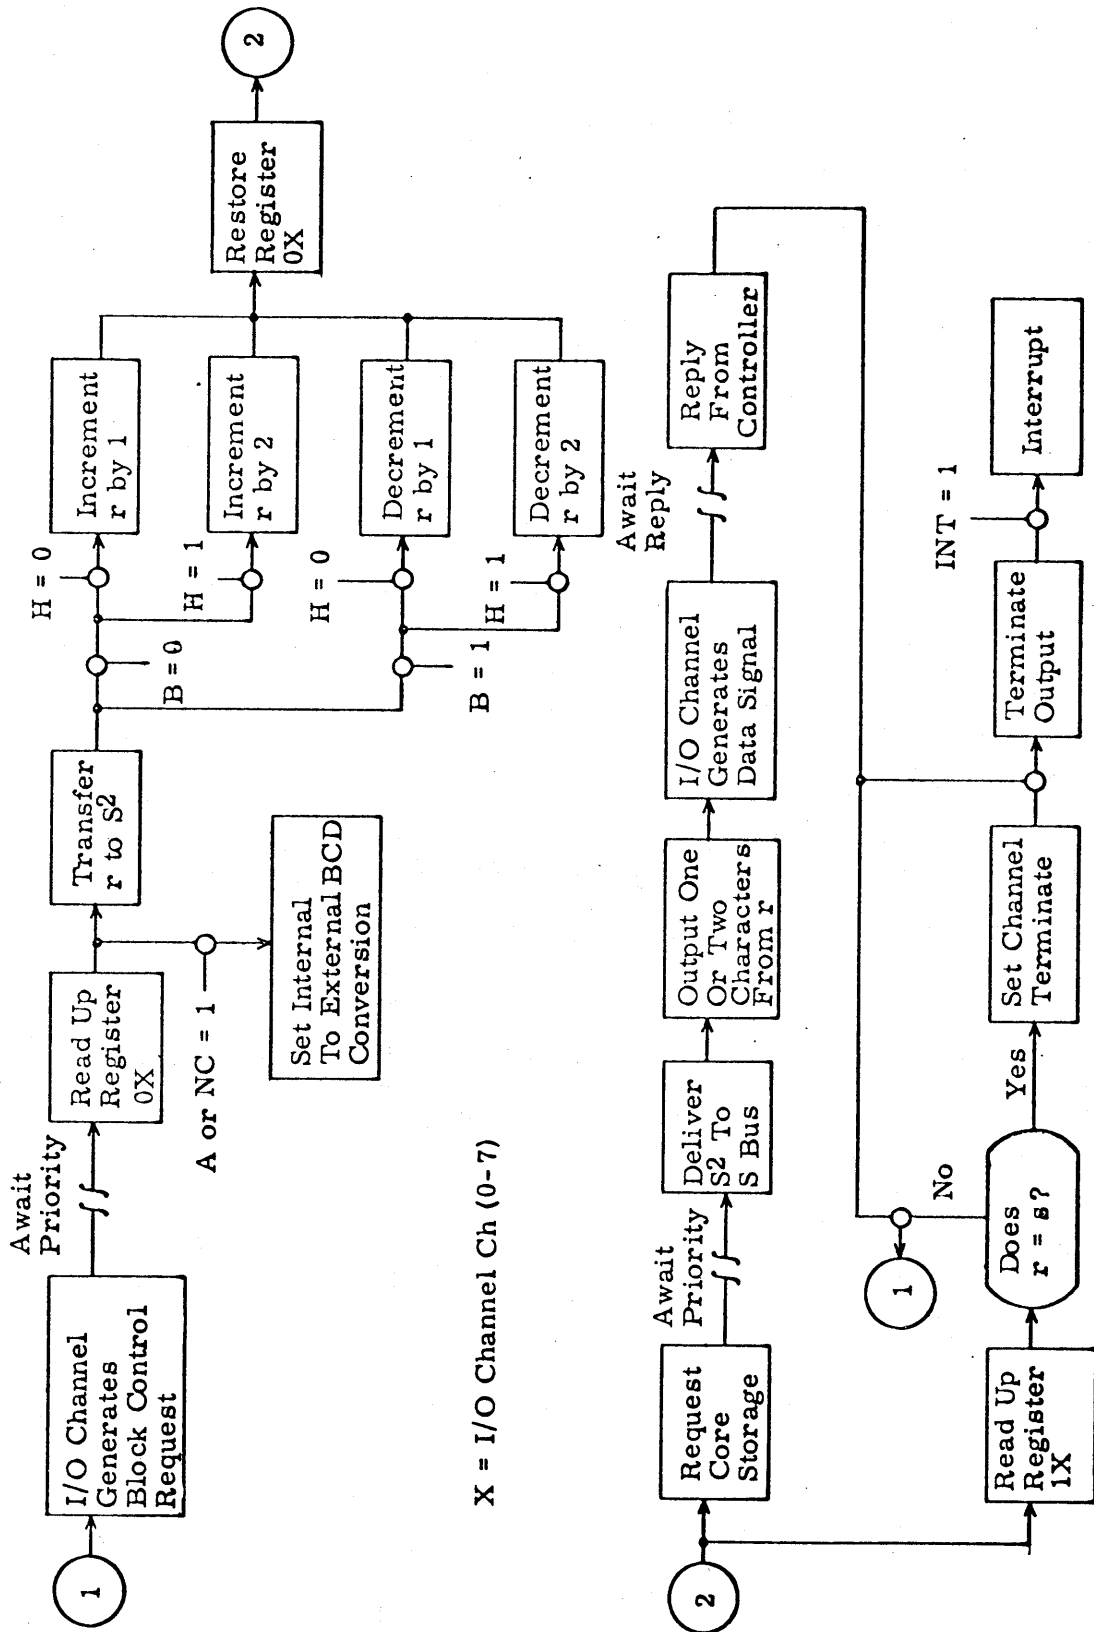 1
I/O Channel
Generates
Block Control
Request
Await
Priority
Read Up
Register
0X
A or NC = 1
Set Internal
To External BCD
Conversion
Transfer
r to S²
B = 0
B = 1
H = 0
H = 1
H = 0
H = 1
Increment
r by 1
Increment
r by 2
Decrement
r by 1
Decrement
r by 2
Restore
Register
0X
2
X = I/O Channel Ch (0-7)
2
Request
Core
Storage
Await
Priority
Deliver
S² To
S Bus
Output One
Or Two
Characters
From r
I/O Channel
Generates
Data Signal
Await
Reply
Reply
From
Controller
Read Up
Register
1X
Does
r = s?
No
1
Yes
Set Channel
Terminate
Terminate
Output
INT = 1
Interrupt